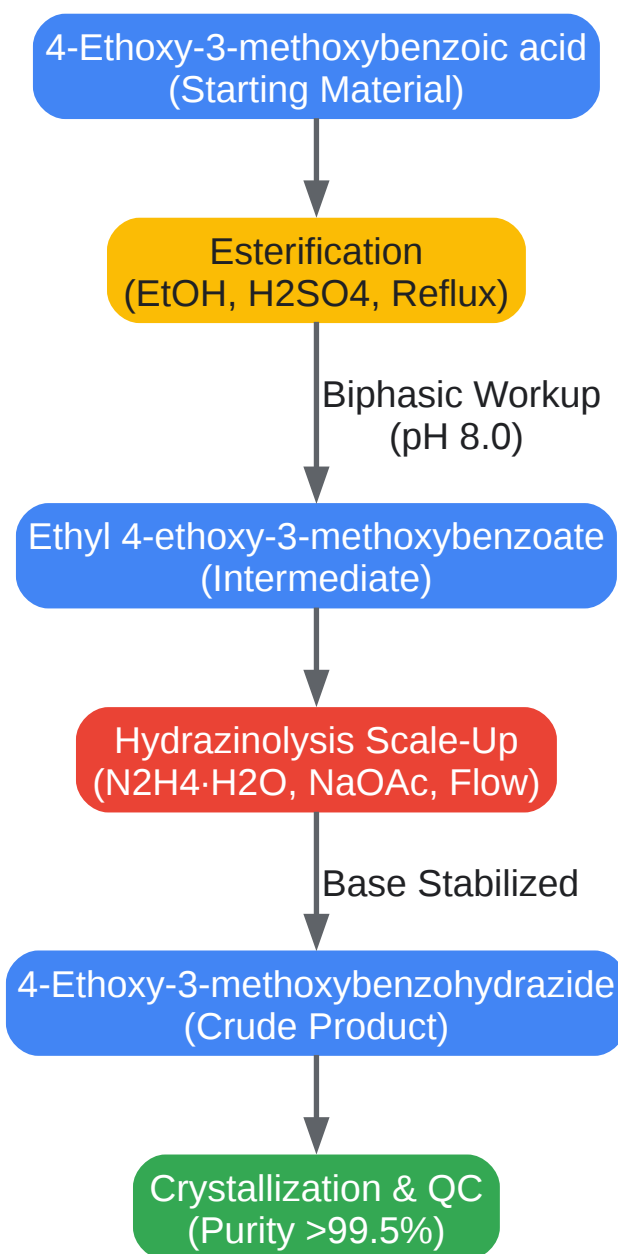 4-Ethoxy-3-methoxybenzoic acid
(Starting Material)
Esterification
(EtOH, H2SO4, Reflux)
Biphasic Workup
(pH 8.0)
Ethyl 4-ethoxy-3-methoxybenzoate
(Intermediate)
Hydrazinolysis Scale-Up
(N2H4·H2O, NaOAc, Flow)
Base Stabilized
4-Ethoxy-3-methoxybenzohydrazide
(Crude Product)
Crystallization & QC
(Purity >99.5%)